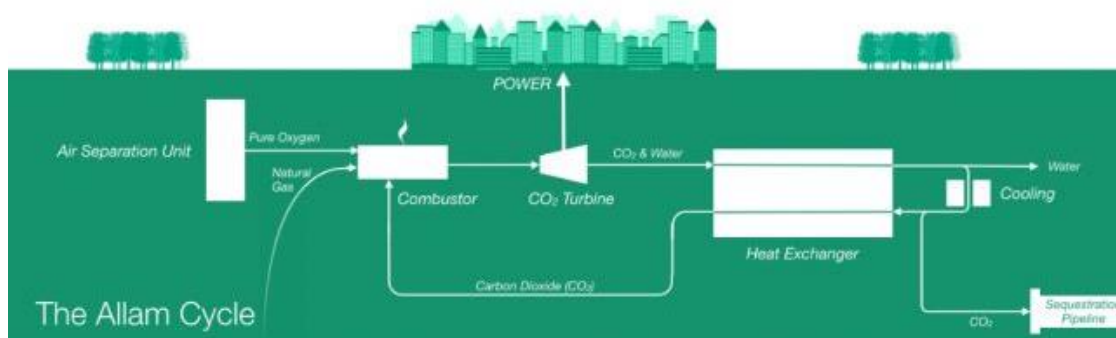 POWER
Air Separation Unit
Pure Oxygen
Natural
Gas
Combustor
CO₂ Turbine
CO₂ & Water
Water
Cooling
Heat Exchanger
Carbon Dioxide (CO₂)
The Allam Cycle
CO₂
Sequestration
Pipeline